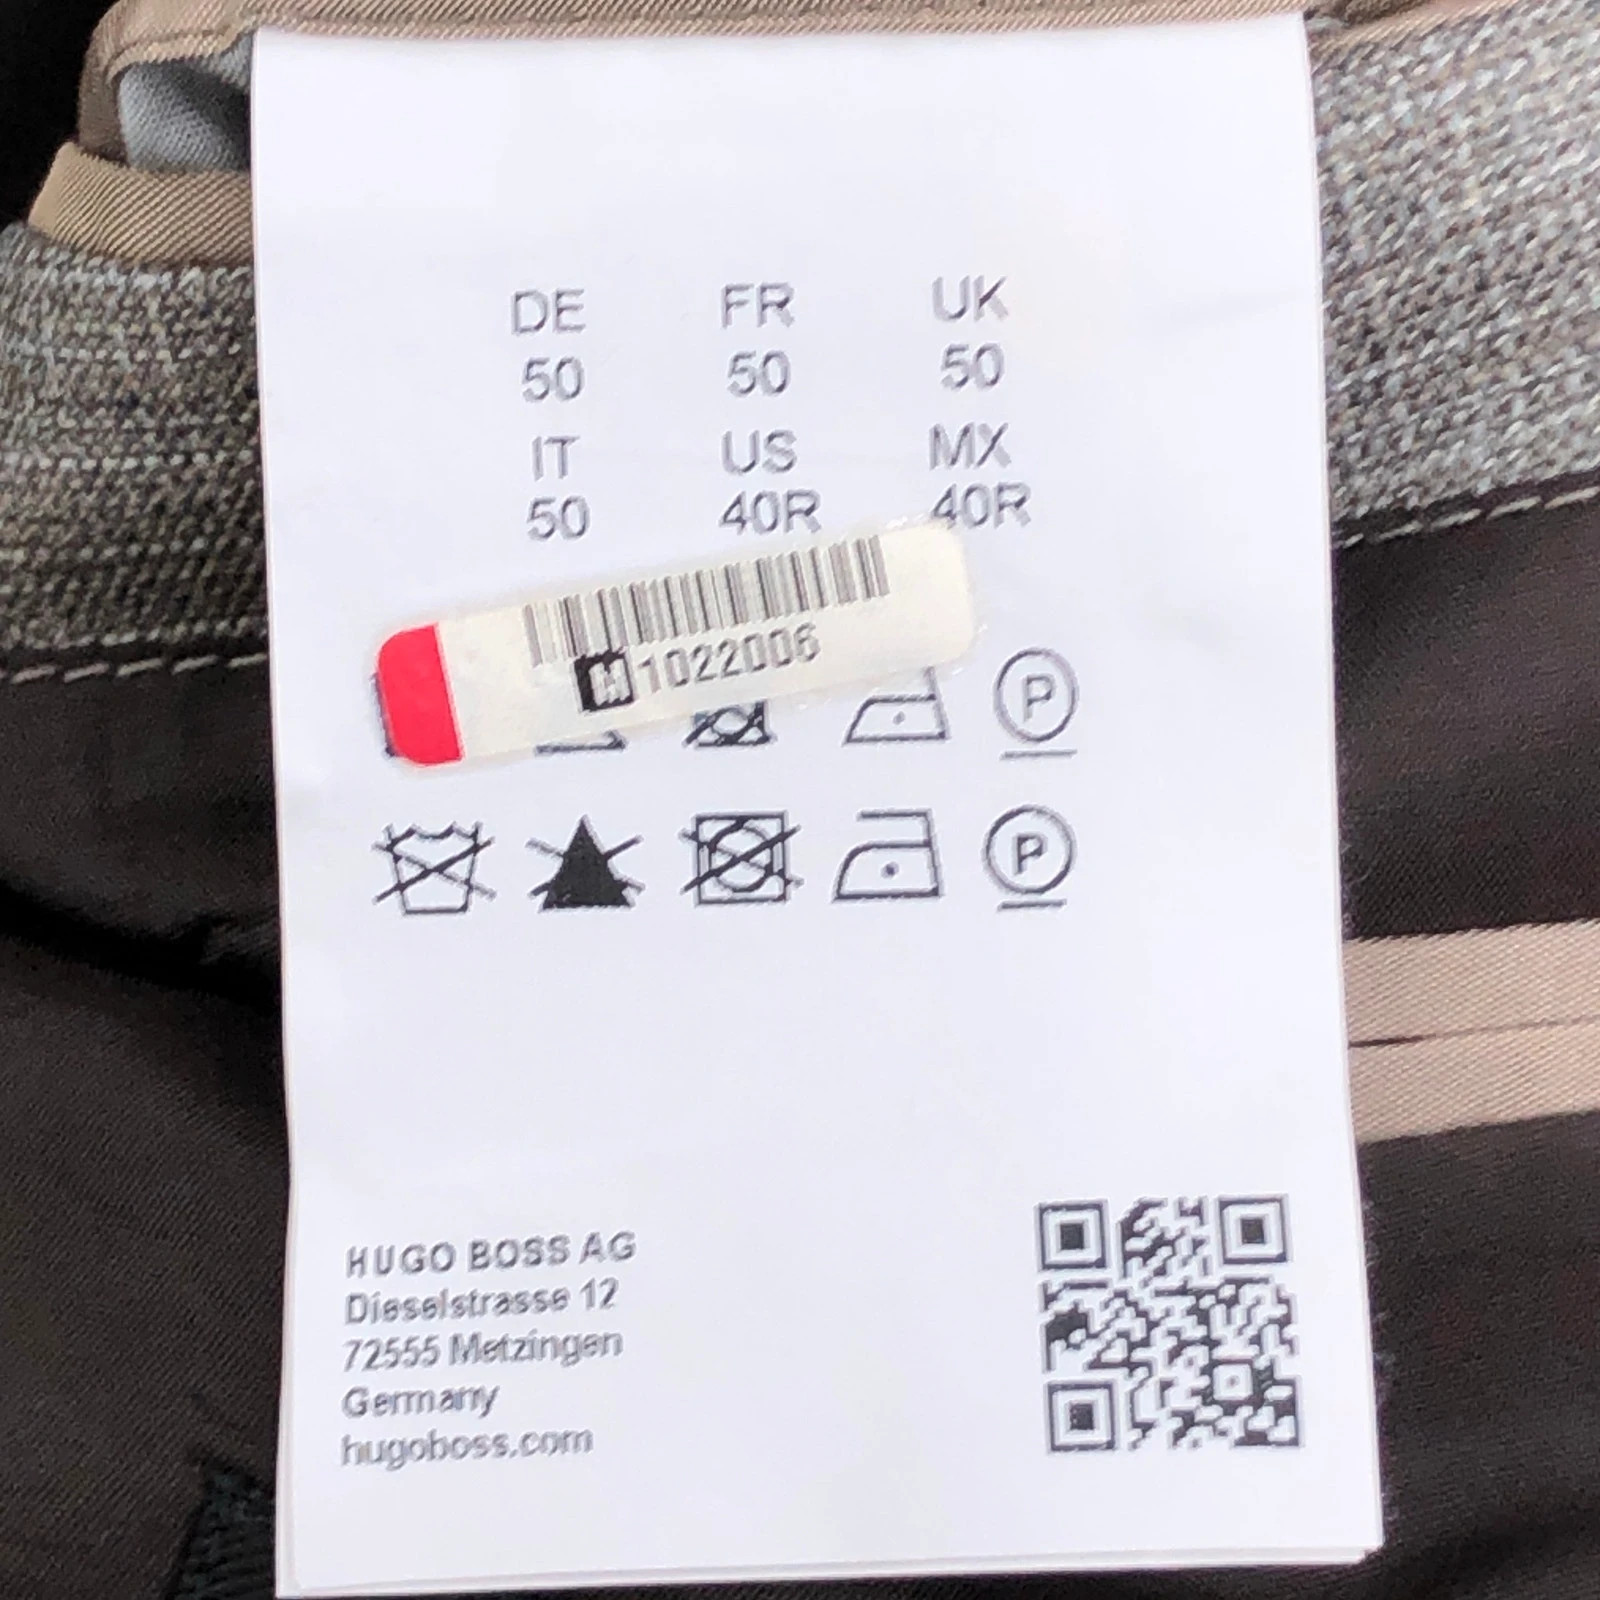 DE FR UK
50 50 50
IT US MX
50 40R 40R
M 1022006
P
P
HUGO BOSS AG
Dieselstrasse 12
72555 Metzingen
Germany
hugoboss.com